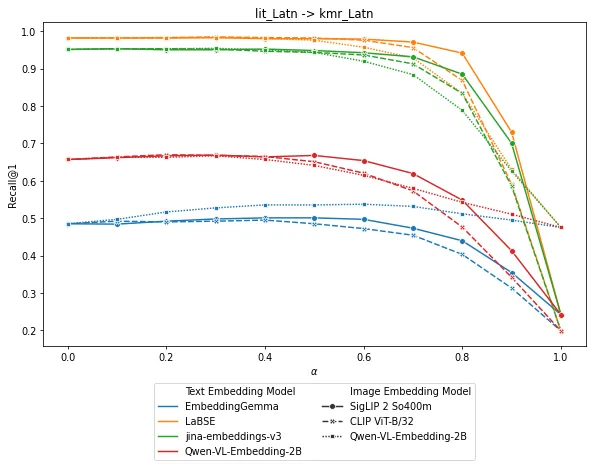 lit_Latn -> kmr_Latn
Recall@1
1.0
0.9
0.8
0.7
0.6
0.5
0.4
0.3
0.2
0.0 0.2 0.4 0.6 0.8 1.0
α
Text Embedding Model
EmbeddingGemma
LaBSE
jina-embeddings-v3
Qwen-VL-Embedding-2B
Image Embedding Model
SigLIP 2 So400m
CLIP ViT-B/32
Qwen-VL-Embedding-2B